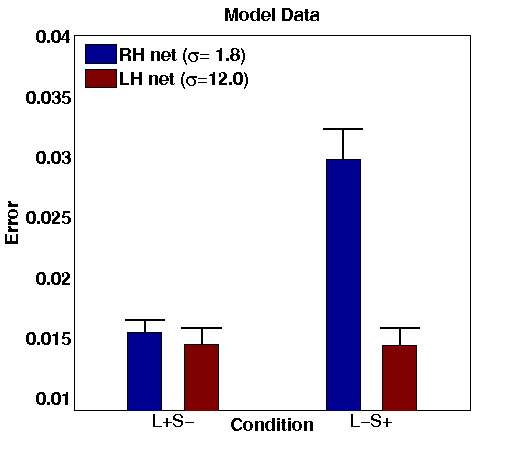 Model Data
RH net (σ= 1.8)
LH net (σ=12.0)
0.04
0.035
0.03
0.025
0.02
0.015
0.01
Error
L+S−
L−S+
Condition